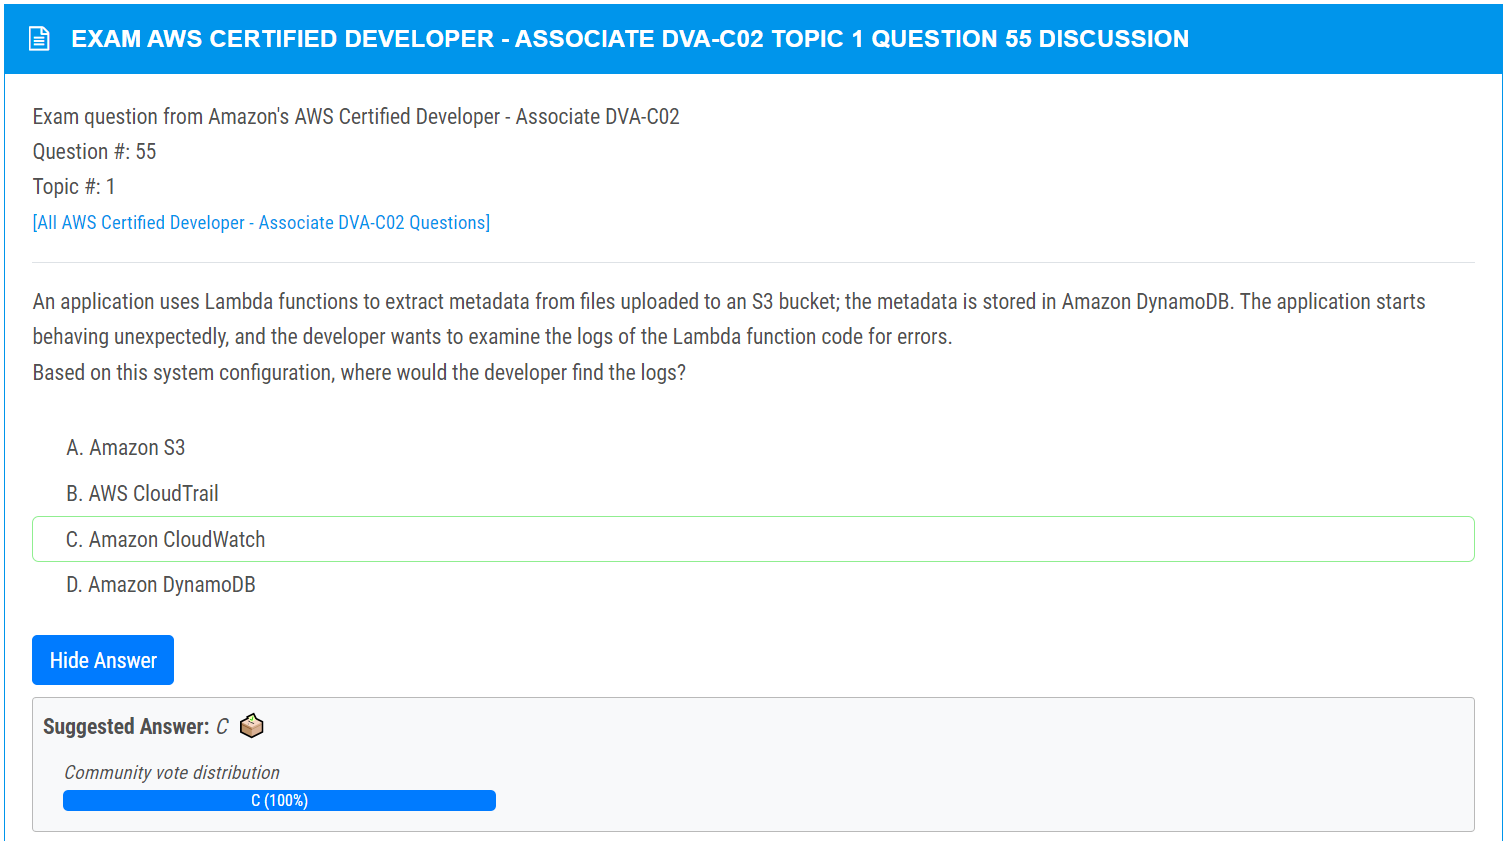 EXAM AWS CERTIFIED DEVELOPER - ASSOCIATE DVA-C02 TOPIC 1 QUESTION 55 DISCUSSION
Exam question from Amazon's AWS Certified Developer - Associate DVA-C02
Question #: 55
Topic #: 1
[All AWS Certified Developer - Associate DVA-C02 Questions]
An application uses Lambda functions to extract metadata from files uploaded to an S3 bucket; the metadata is stored in Amazon DynamoDB. The application starts
behaving unexpectedly, and the developer wants to examine the logs of the Lambda function code for errors.
Based on this system configuration, where would the developer find the logs?
A. Amazon S3
B. AWS CloudTrail
C. Amazon CloudWatch
D. Amazon DynamoDB
Hide Answer
Suggested Answer: C
Community vote distribution
C (100%)